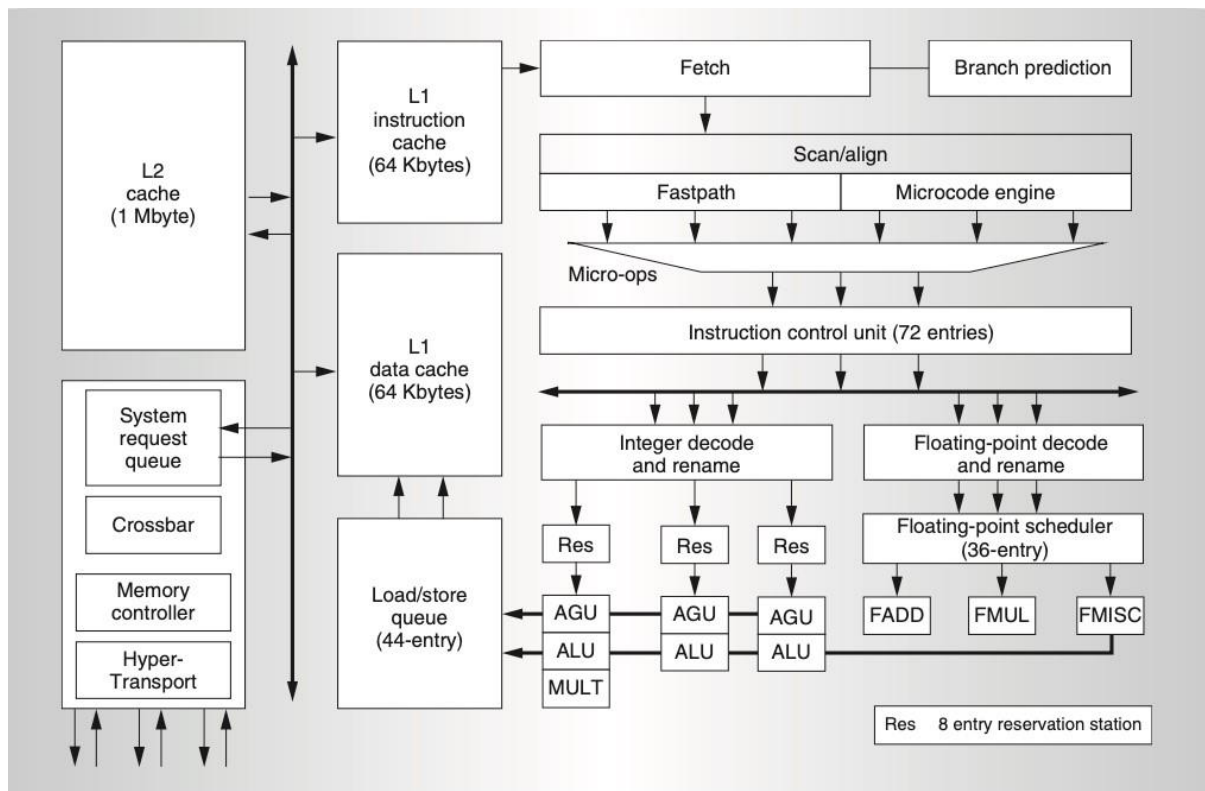 L2
cache
(1 Mbyte)
System
request
queue
Crossbar
Memory
controller
Hyper-
Transport
L1
instruction
cache
(64 Kbytes)
L1
data cache
(64 Kbytes)
Load/store
queue
(44-entry)
Fetch
Branch prediction
Scan/align
Fastpath
Microcode engine
Micro-ops
Instruction control unit (72 entries)
Integer decode
and rename
Floating-point decode
and rename
Res
Res
Res
Floating-point scheduler
(36-entry)
AGU
AGU
AGU
FADD
FMUL
FMISC
ALU
ALU
ALU
MULT
Res 8 entry reservation station